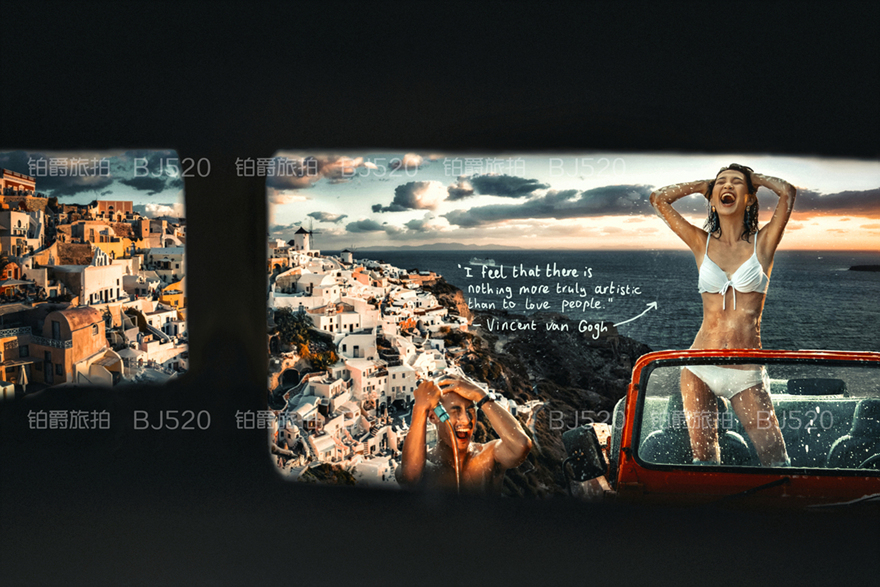 铂爵旅拍 BJ520 铂爵旅拍 BJ520 铂爵旅拍 BJ520
"I feel that there is
nothing more truly artistic
than to love people."
- Vincent van Gogh
铂爵旅拍 BJ520 铂爵旅拍 BJ520 铂爵旅拍 BJ520